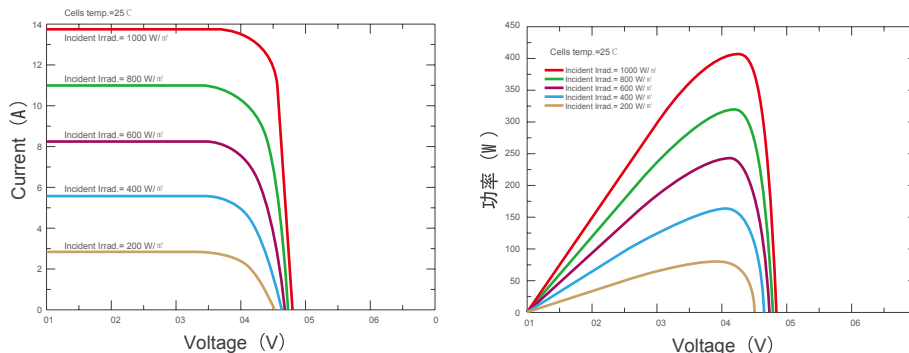 Cells temp.=25℃
14
Incident Irrad.= 1000 W/㎡
12
Incident Irrad.= 800 W/㎡
10
Incident Irrad.= 600 W/㎡
8
6
Incident Irrad.= 400 W/㎡
4
Incident Irrad.= 200 W/㎡
2
0
Current (A)
01 02 03 04 05 06 0
Voltage (V)
450
400
350
300
250
200
150
100
50
0
功率 (W)
Cells temp=25℃
Incident Irrad.= 1000 W/㎡
Incident Irrad.= 800 W/㎡
Incident Irrad.= 600 W/㎡
Incident Irrad.= 400 W/㎡
Incident Irrad.= 200 W/㎡
01 02 03 04 05 06
Voltage (V)